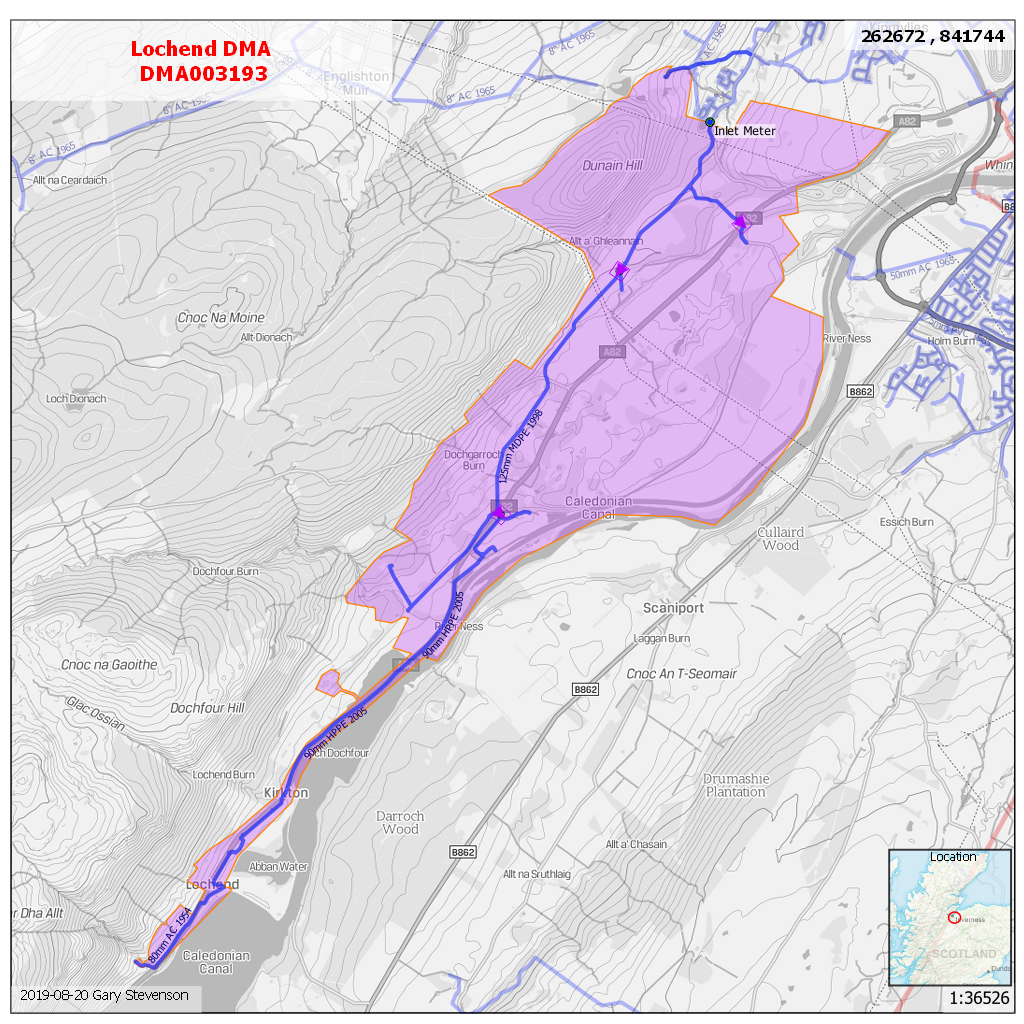 Lochend DMA
DMA003193
262672 , 841744
Kinmylies
8" AC 1965
AC 1965
Englishton
Muir
8" AC 1965
8" AC 1965
8" AC 1965
A82
Inlet Meter
Dunain Hill
Whin
Allt na Ceardaich
A82
B8
Allt a' Ghleannain
50mm AC 1965
Cnoc Na Moine
Allt Dionach
River Ness
Holm Burn
A82
B862
Loch Dionach
125mm MDPE 1998
Dochgarroch
Burn
A82
Caledonian
Canal
Essich Burn
Cullaird
Wood
Dochfour Burn
Scaniport
90mm HPPE 2005
River Ness
Laggan Burn
Cnoc na Gaoithe
Cnoc An T-Seomair
B862
Glac Ossian
Dochfour Hill
90mm HPPE 2005
Loch Dochfour
Lochend Burn
Drumashie
Plantation
Kirkton
Darroch
Wood
Allt a' Chasain
B862
Abban Water
Location
Allt na Sruthlaig
Lochend
er Dha Allt
80mm AC 1954
Inverness
Caledonian
Canal
SCOTLAND
Dunde
2019-08-20 Gary Stevenson
1:36526